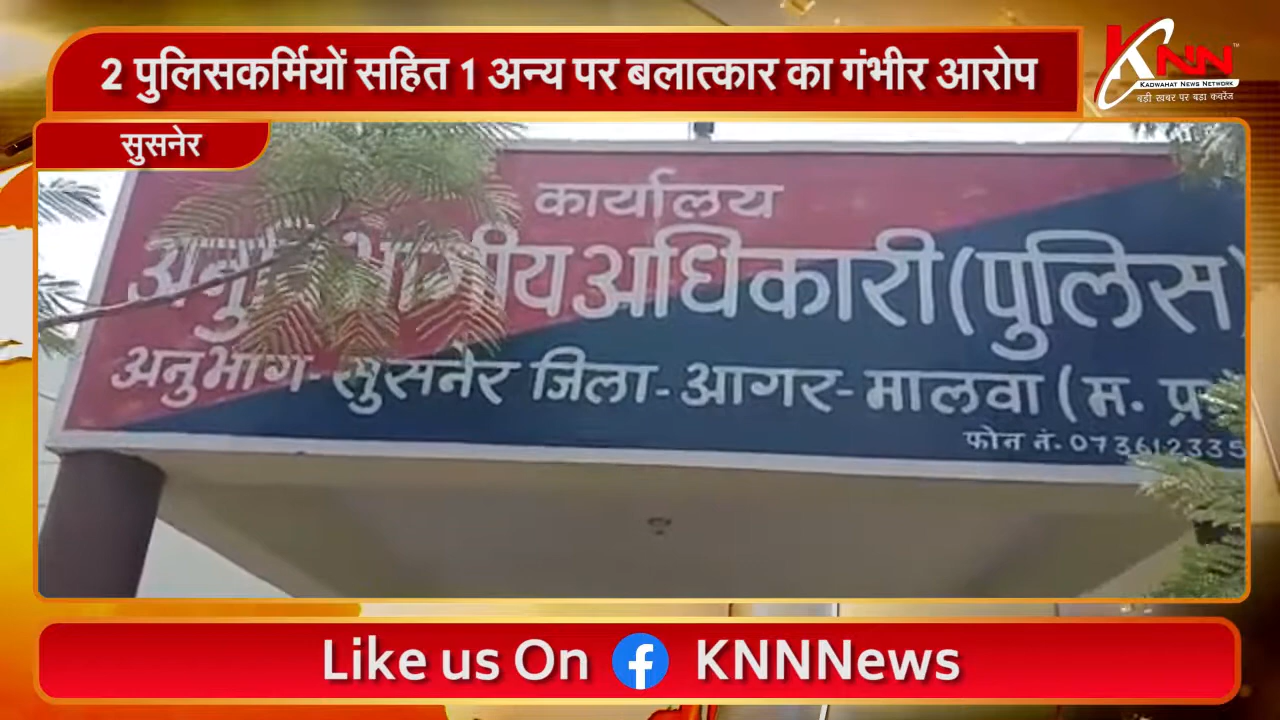 2 पुलिसकर्मियों सहित 1 अन्य पर बलात्कार का गंभीर आरोप
KNN
KADWAHAT NEWS NETWORK
बड़ी खबर पर बड़ा कवरेज
सुसनेर
कार्यालय
अधिकारी (पुलिस)
अनुभाग - सुसनेर जिला - आगर - मालवा ( म. प्र.
फोन नं. 073612335
Like us On KNNNews